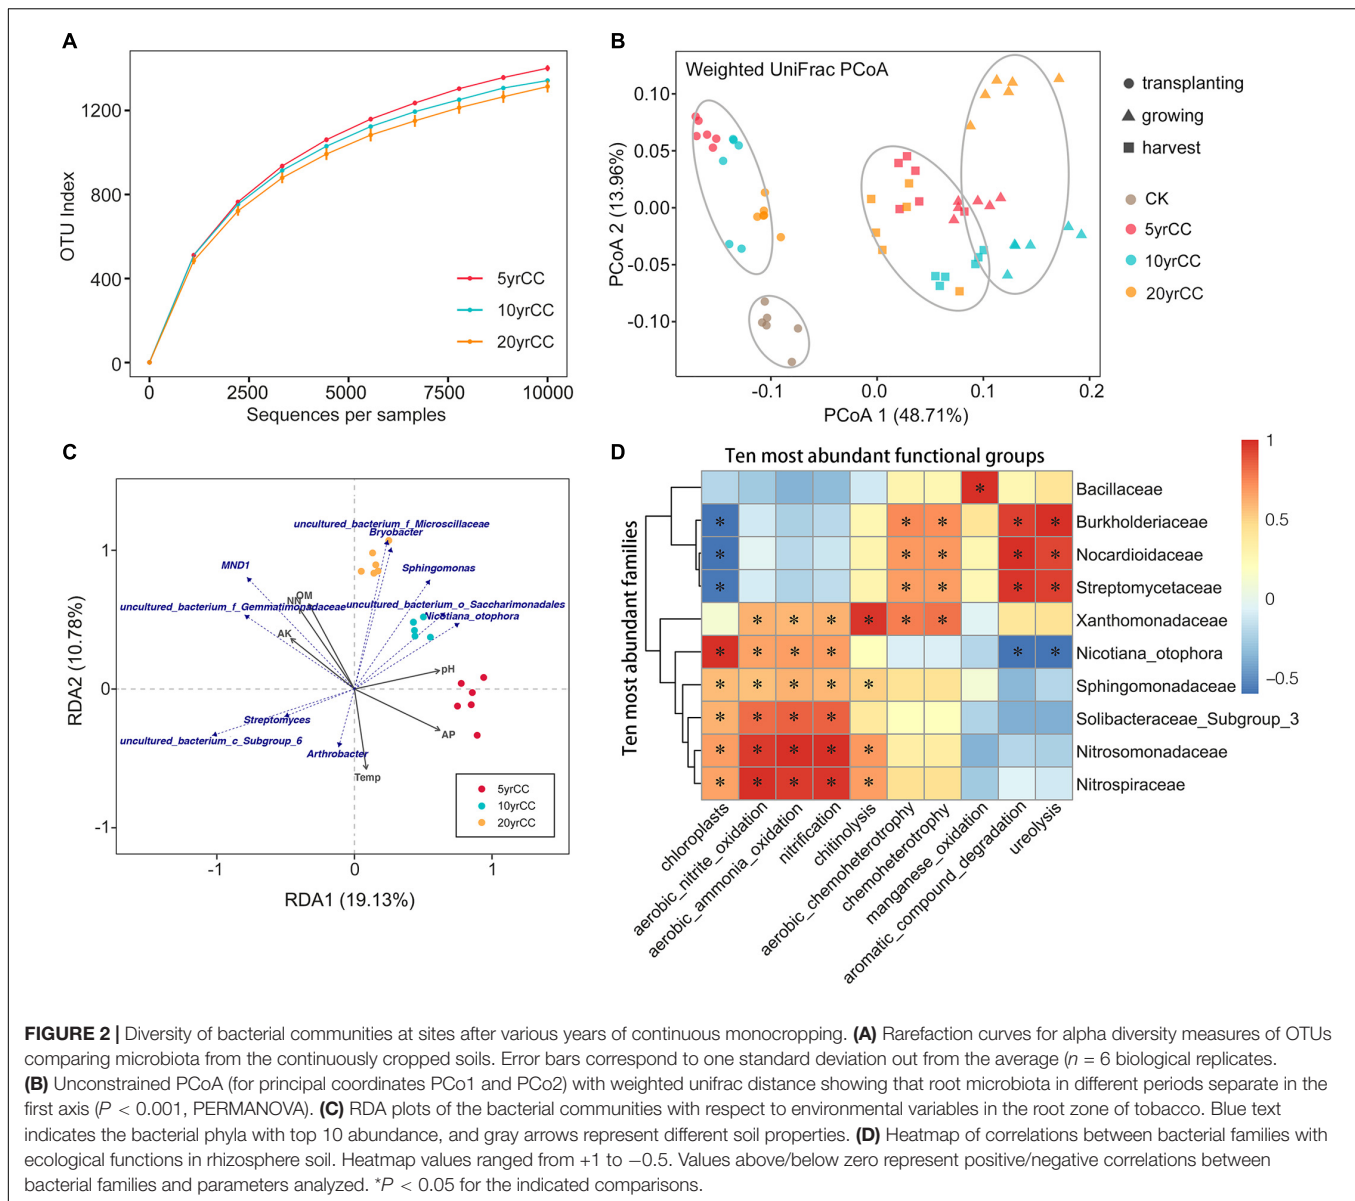 A
OTU Index
1200
800
400
0
0
2500
5000
7500
10000
Sequences per samples
5yrCC
10yrCC
20yrCC
B
Weighted UniFrac PCoA
PCoA 2 (13.96%)
0.10
0.05
0.00
-0.05
-0.10
-0.1
0.0
0.1
0.2
PCoA 1 (48.71%)
transplanting
growing
harvest
CK
5yrCC
10yrCC
20yrCC
C
RDA2 (10.78%)
1
0
-1
-1
0
1
RDA1 (19.13%)
uncultured_bacterium_f_Microscillaceae
Bryobacter
MND1
Sphingomonas
OM
NN
uncultured_bacterium_f_Gemmatimonadaceae
uncultured_bacterium_o_Saccharimonadales
Nicotiana_otophora
AK
pH
Streptomyces
AP
uncultured_bacterium_c_Subgroup_6
Arthrobacter
Temp
5yrCC
10yrCC
20yrCC
D
Ten most abundant functional groups
Ten most abundant families
* Bacillaceae
* * * * * Burkholderiaceae
* * * * * Nocardioidaceae
* * * * * Streptomycetaceae
* * * * * * Xanthomonadaceae
* * * * * * Nicotiana_otophora
* * * * * Sphingomonadaceae
* * * * Solibacteraceae_Subgroup_3
* * * * * Nitrosomonadaceae
* * * * * Nitrospiraceae
chloroplasts
aerobic_nitrite_oxidation
aerobic_ammonia_oxidation
nitrification
chitinolysis
aerobic_chemoheterotrophy
chemoheterotrophy
manganese_oxidation
aromatic_compound_degradation
ureolysis
1
0.5
0
−0.5
FIGURE 2 | Diversity of bacterial communities at sites after various years of continuous monocropping. (A) Rarefaction curves for alpha diversity measures of OTUs
comparing microbiota from the continuously cropped soils. Error bars correspond to one standard deviation out from the average (n = 6 biological replicates.
(B) Unconstrained PCoA (for principal coordinates PCo1 and PCo2) with weighted unifrac distance showing that root microbiota in different periods separate in the
first axis (P < 0.001, PERMANOVA). (C) RDA plots of the bacterial communities with respect to environmental variables in the root zone of tobacco. Blue text
indicates the bacterial phyla with top 10 abundance, and gray arrows represent different soil properties. (D) Heatmap of correlations between bacterial families with
ecological functions in rhizosphere soil. Heatmap values ranged from +1 to −0.5. Values above/below zero represent positive/negative correlations between
bacterial families and parameters analyzed. *P < 0.05 for the indicated comparisons.